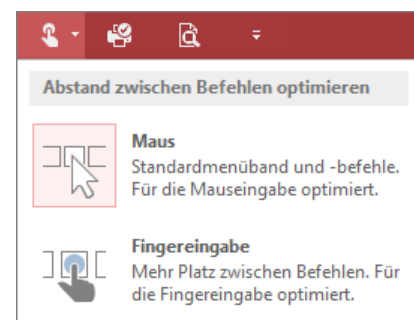 Abstand zwischen Befehlen optimieren
Maus
Standardmenüband und -befehle.
Für die Mauseingabe optimiert.
Fingereingabe
Mehr Platz zwischen Befehlen. Für
die Fingereingabe optimiert.